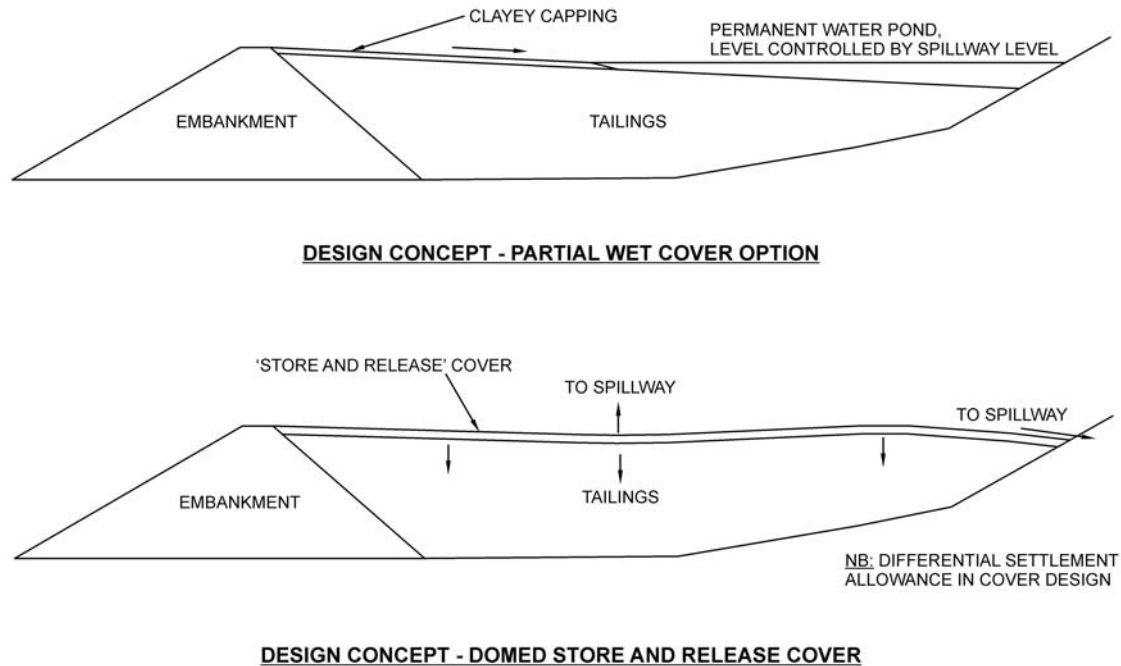 CLAYEY CAPPING
PERMANENT WATER POND,
LEVEL CONTROLLED BY SPILLWAY LEVEL
EMBANKMENT
TAILINGS
DESIGN CONCEPT - PARTIAL WET COVER OPTION
'STORE AND RELEASE' COVER
TO SPILLWAY
TO SPILLWAY
EMBANKMENT
TAILINGS
NB: DIFFERENTIAL SETTLEMENT
ALLOWANCE IN COVER DESIGN
DESIGN CONCEPT - DOMED STORE AND RELEASE COVER